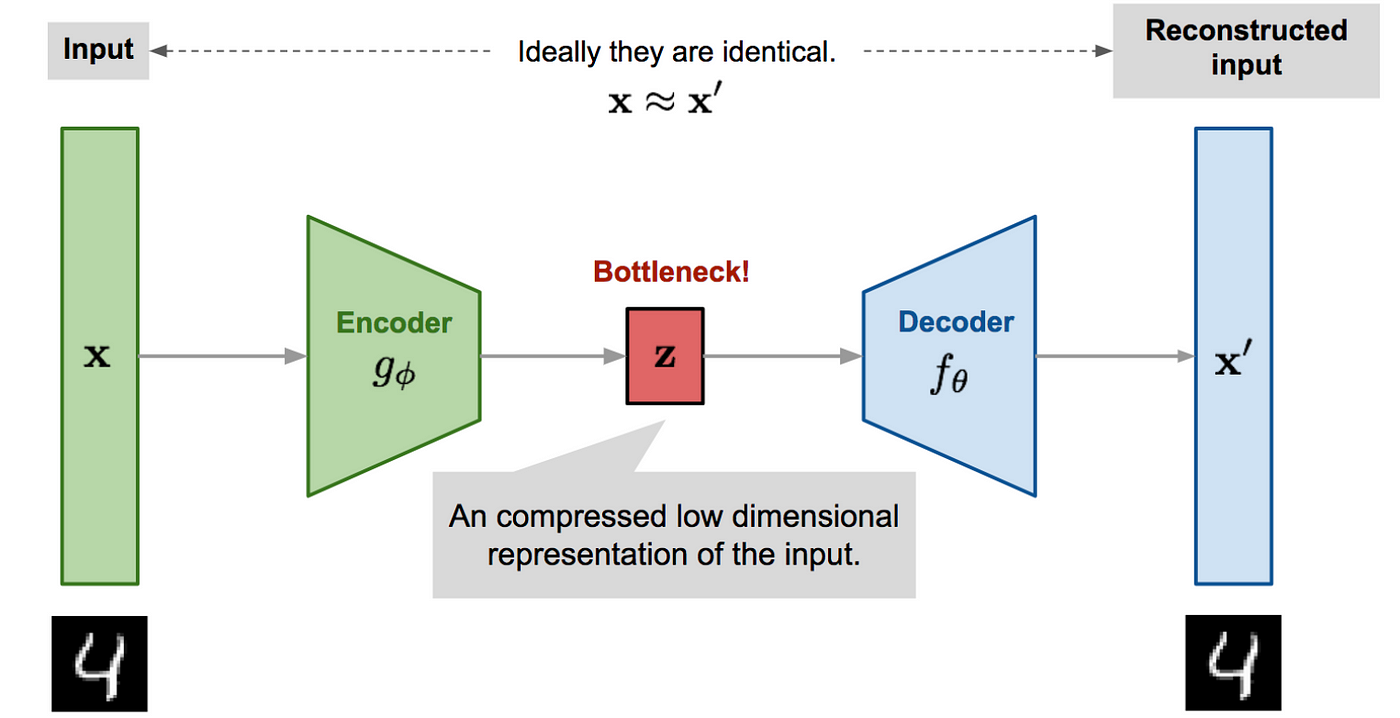 Input
Ideally they are identical.
x ≈ x′
Reconstructed
input
x
Encoder
gϕ
Bottleneck!
z
Decoder
fθ
x′
An compressed low dimensional
representation of the input.
4
4